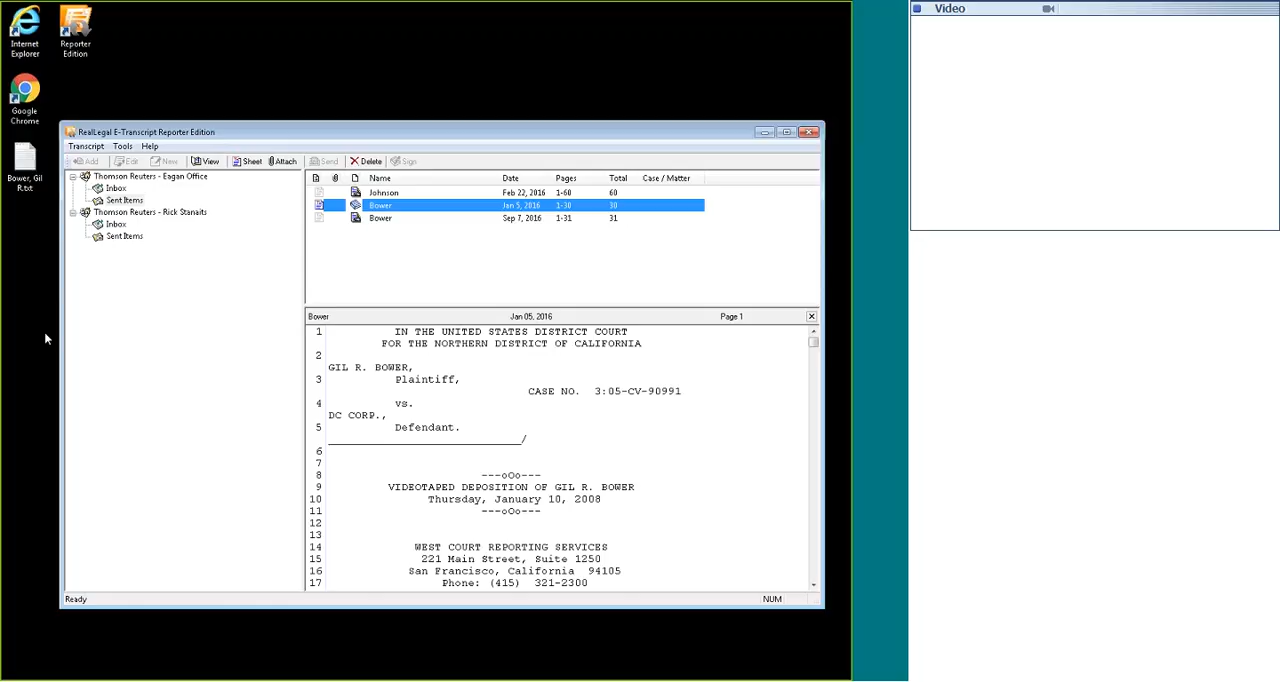 Internet
Explorer
Reporter
Edition
Google
Chrome
Bower, Gil
R.txt
RealLegal E-Transcript Reporter Edition
Transcript Tools Help
Add Edit New View Sheet Attach Send Delete Sign
Thomson Reuters - Eagan Office
Inbox
Sent Items
Thomson Reuters - Rick Stanaits
Inbox
Sent Items
Name Date Pages Total Case / Matter
Johnson Feb 22, 2016 1-60 60
Bower Jan 5, 2016 1-30 30
Bower Sep 7, 2016 1-31 31
Bower Jan 05, 2016 Page 1
1 IN THE UNITED STATES DISTRICT COURT
FOR THE NORTHERN DISTRICT OF CALIFORNIA
2
GIL R. BOWER,
3 Plaintiff,
CASE NO. 3:05-CV-90991
4 vs.
DC CORP.,
5 Defendant.
______________________________/
6
7
8 ---oOo---
9 VIDEOTAPED DEPOSITION OF GIL R. BOWER
10 Thursday, January 10, 2008
11 ---oOo---
12
13
14 WEST COURT REPORTING SERVICES
15 221 Main Street, Suite 1250
16 San Francisco, California 94105
17 Phone: (415) 321-2300
Ready NUM
Video